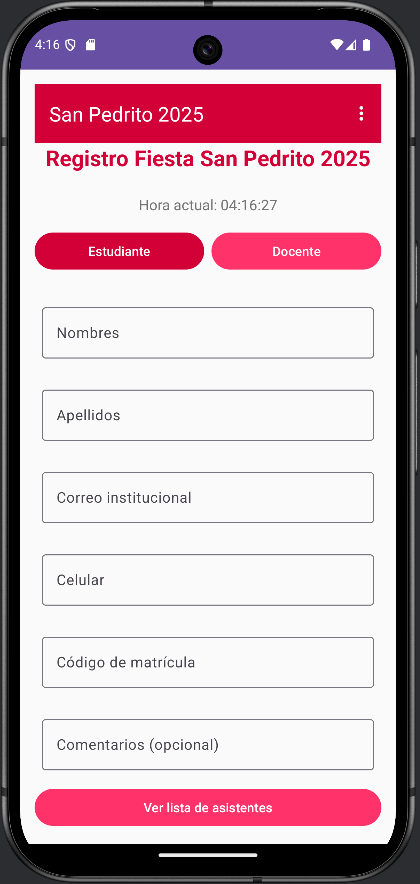 4:16
San Pedrito 2025
Registro Fiesta San Pedrito 2025
Hora actual: 04:16:27
Estudiante
Docente
Nombres
Apellidos
Correo institucional
Celular
Código de matrícula
Comentarios (opcional)
Ver lista de asistentes